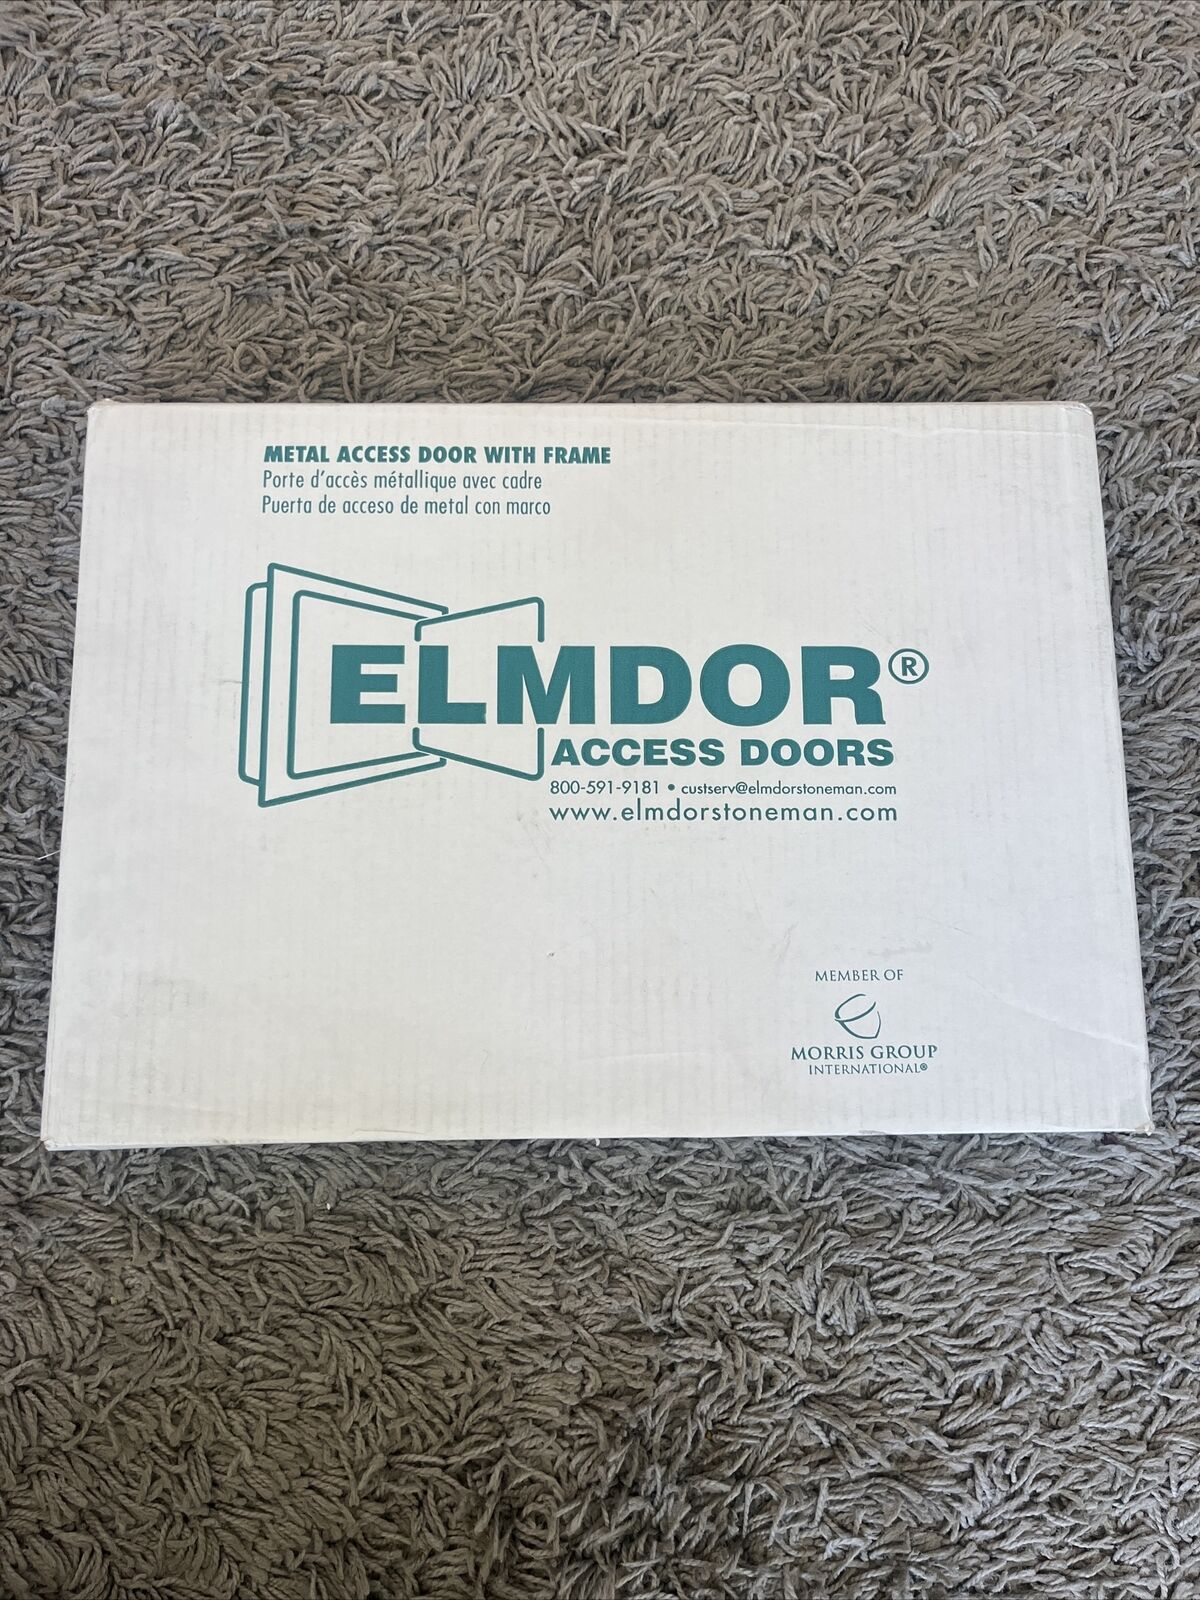 METAL ACCESS DOOR WITH FRAME
Porte d'accès métallique avec cadre
Puerta de acceso de metal con marco
ELMDOR®
ACCESS DOORS
800-591-9181 • custserv@elmdorstoneman.com
www.elmdorstoneman.com
MEMBER OF
MORRIS GROUP
INTERNATIONAL®